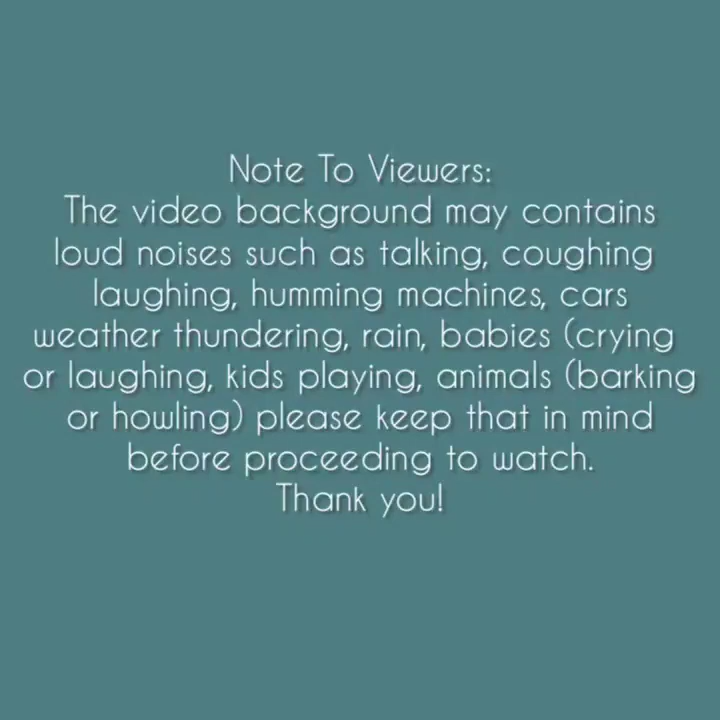 Note To Viewers:
The video background may contains
loud noises such as talking, coughing
laughing, humming machines, cars
weather thundering, rain, babies (crying
or laughing, kids playing, animals (barking
or howling) please keep that in mind
before proceeding to watch.
Thank you!